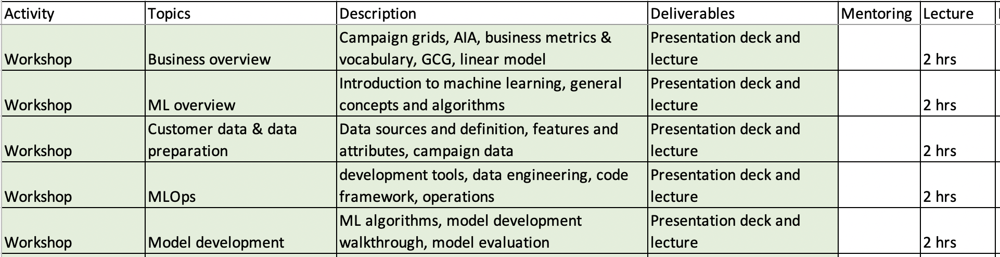 Activity Topics Description Deliverables Mentoring Lecture
Campaign grids, AIA, business metrics & Presentation deck and
Workshop Business overview vocabulary, GCG, linear model lecture 2 hrs
Introduction to machine learning, general Presentation deck and
Workshop ML overview concepts and algorithms lecture 2 hrs
Customer data & data Data sources and definition, features and Presentation deck and
Workshop preparation attributes, campaign data lecture 2 hrs
development tools, data engineering, code Presentation deck and
Workshop MLOps framework, operations lecture 2 hrs
ML algorithms, model development Presentation deck and
Workshop Model development walkthrough, model evaluation lecture 2 hrs